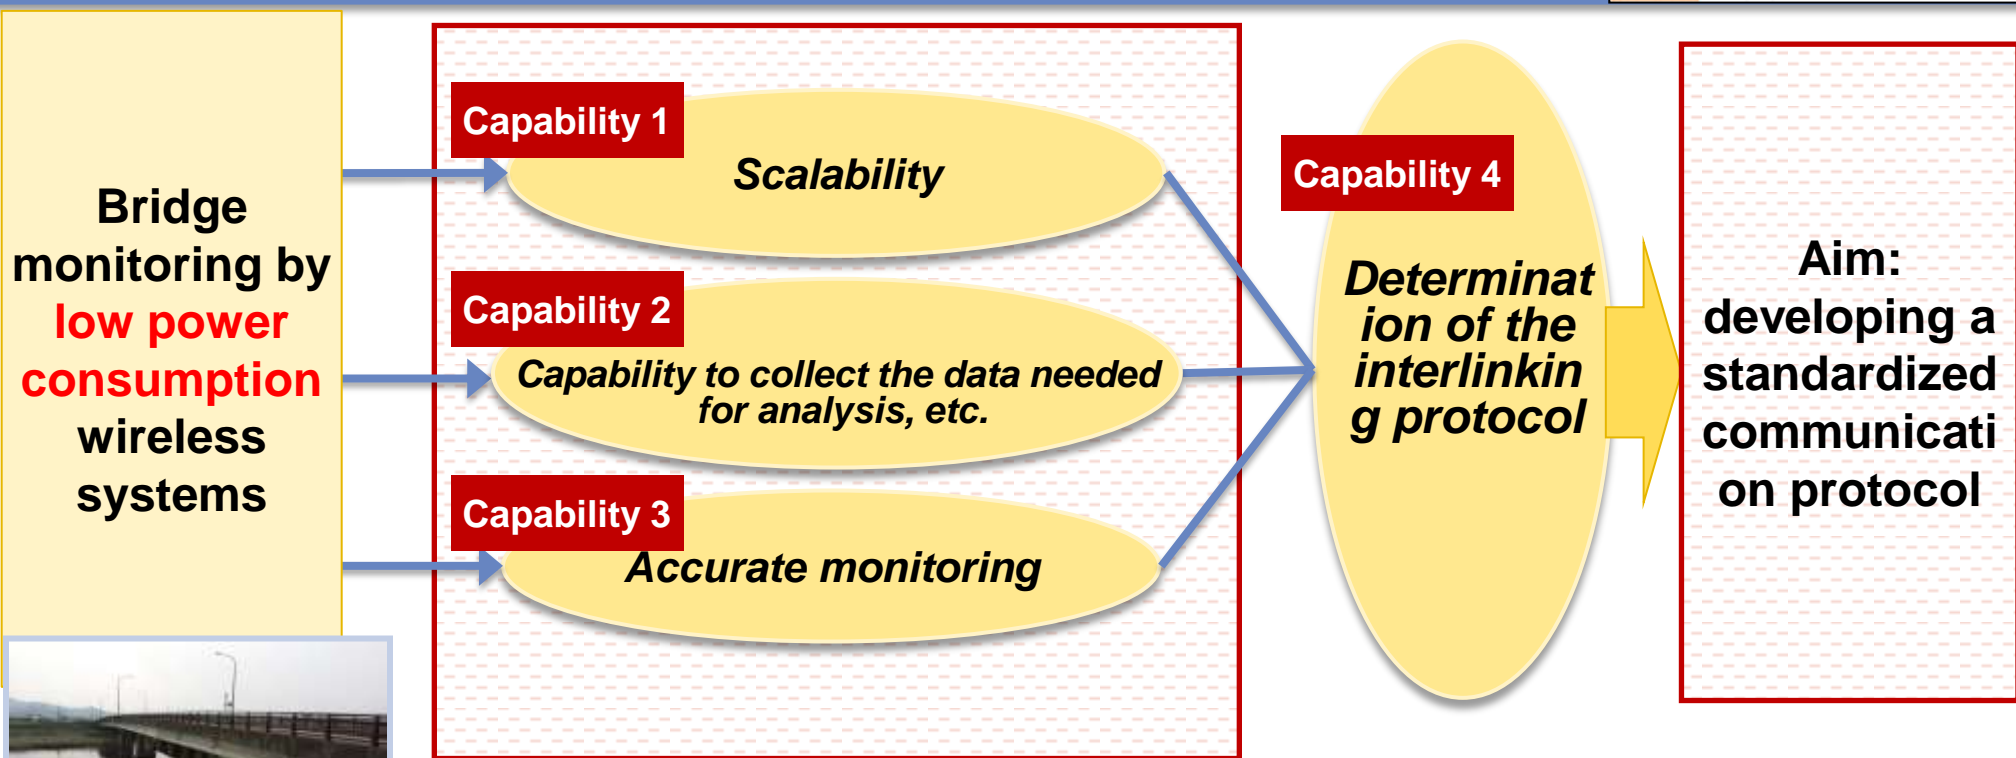 Bridge
monitoring by
low power
consumption
wireless
systems
Capability 1
Scalability
Capability 2
Capability to collect the data needed
for analysis, etc.
Capability 3
Accurate monitoring
Capability 4
Determinat
ion of the
interlinkin
g protocol
Aim:
developing a
standardized
communicati
on protocol